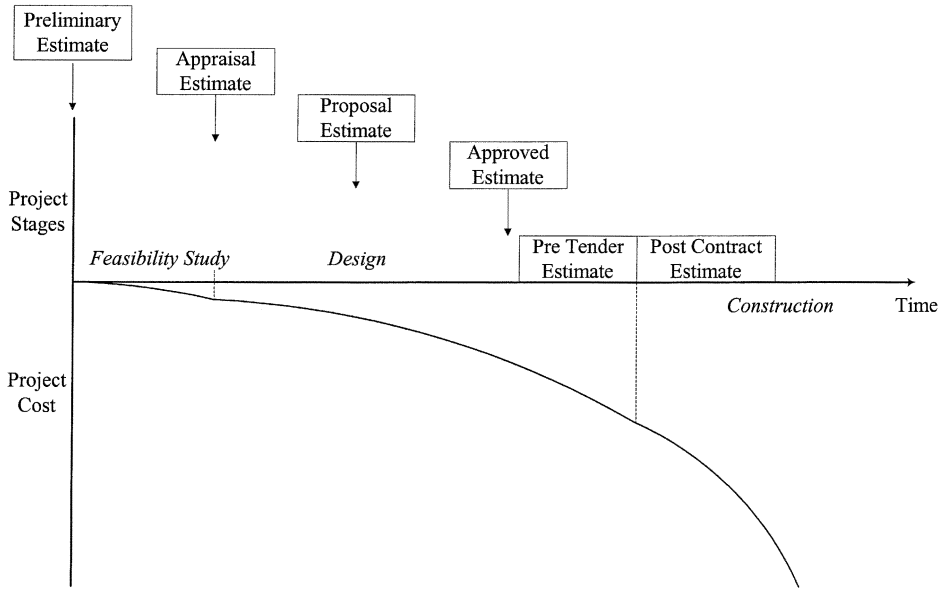 Preliminary
Estimate
Appraisal
Estimate
Proposal
Estimate
Approved
Estimate
Project
Stages
Feasibility Study
Design
Pre Tender
Estimate
Post Contract
Estimate
Construction
Time
Project
Cost